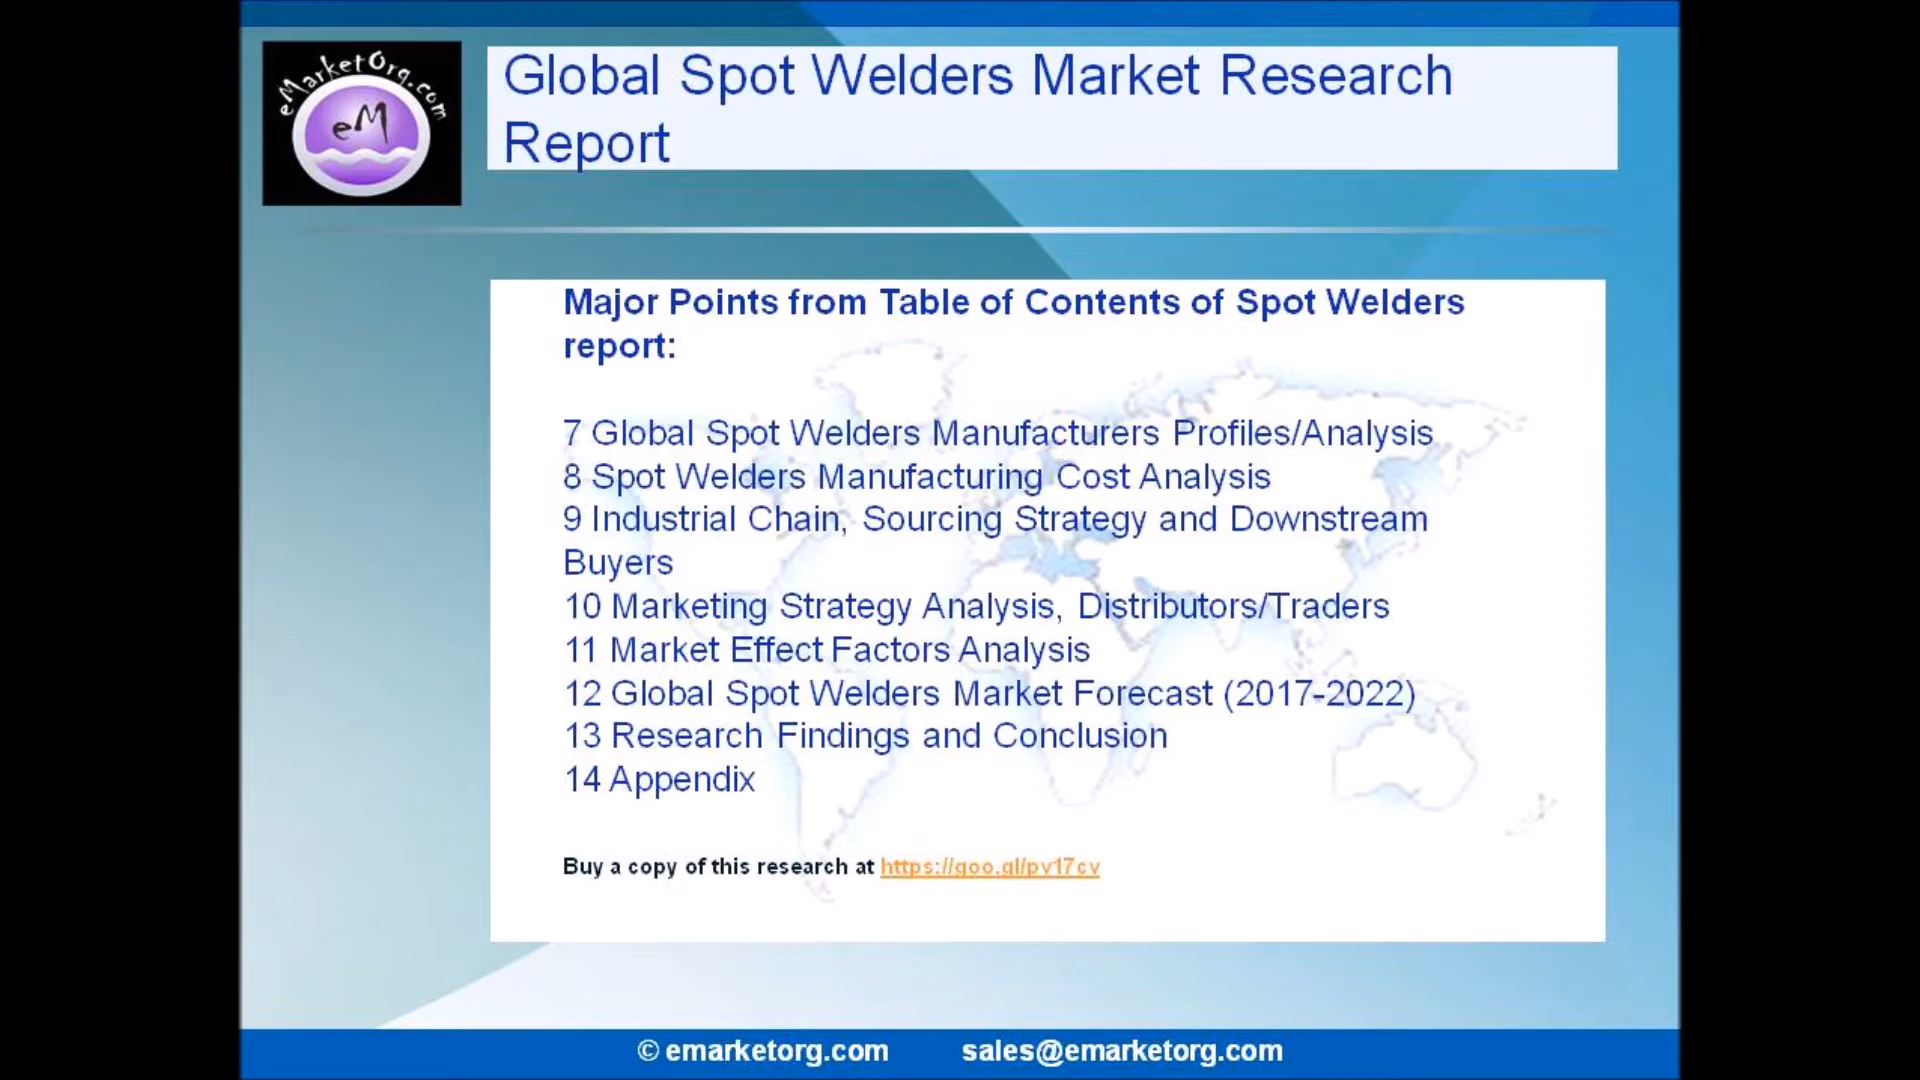 eMarketOrg.com
eM
Global Spot Welders Market Research
Report
Major Points from Table of Contents of Spot Welders
report:
7 Global Spot Welders Manufacturers Profiles/Analysis
8 Spot Welders Manufacturing Cost Analysis
9 Industrial Chain, Sourcing Strategy and Downstream
Buyers
10 Marketing Strategy Analysis, Distributors/Traders
11 Market Effect Factors Analysis
12 Global Spot Welders Market Forecast (2017-2022)
13 Research Findings and Conclusion
14 Appendix
Buy a copy of this research at https://goo.gl/pv17cv
© emarketorg.com sales@emarketorg.com